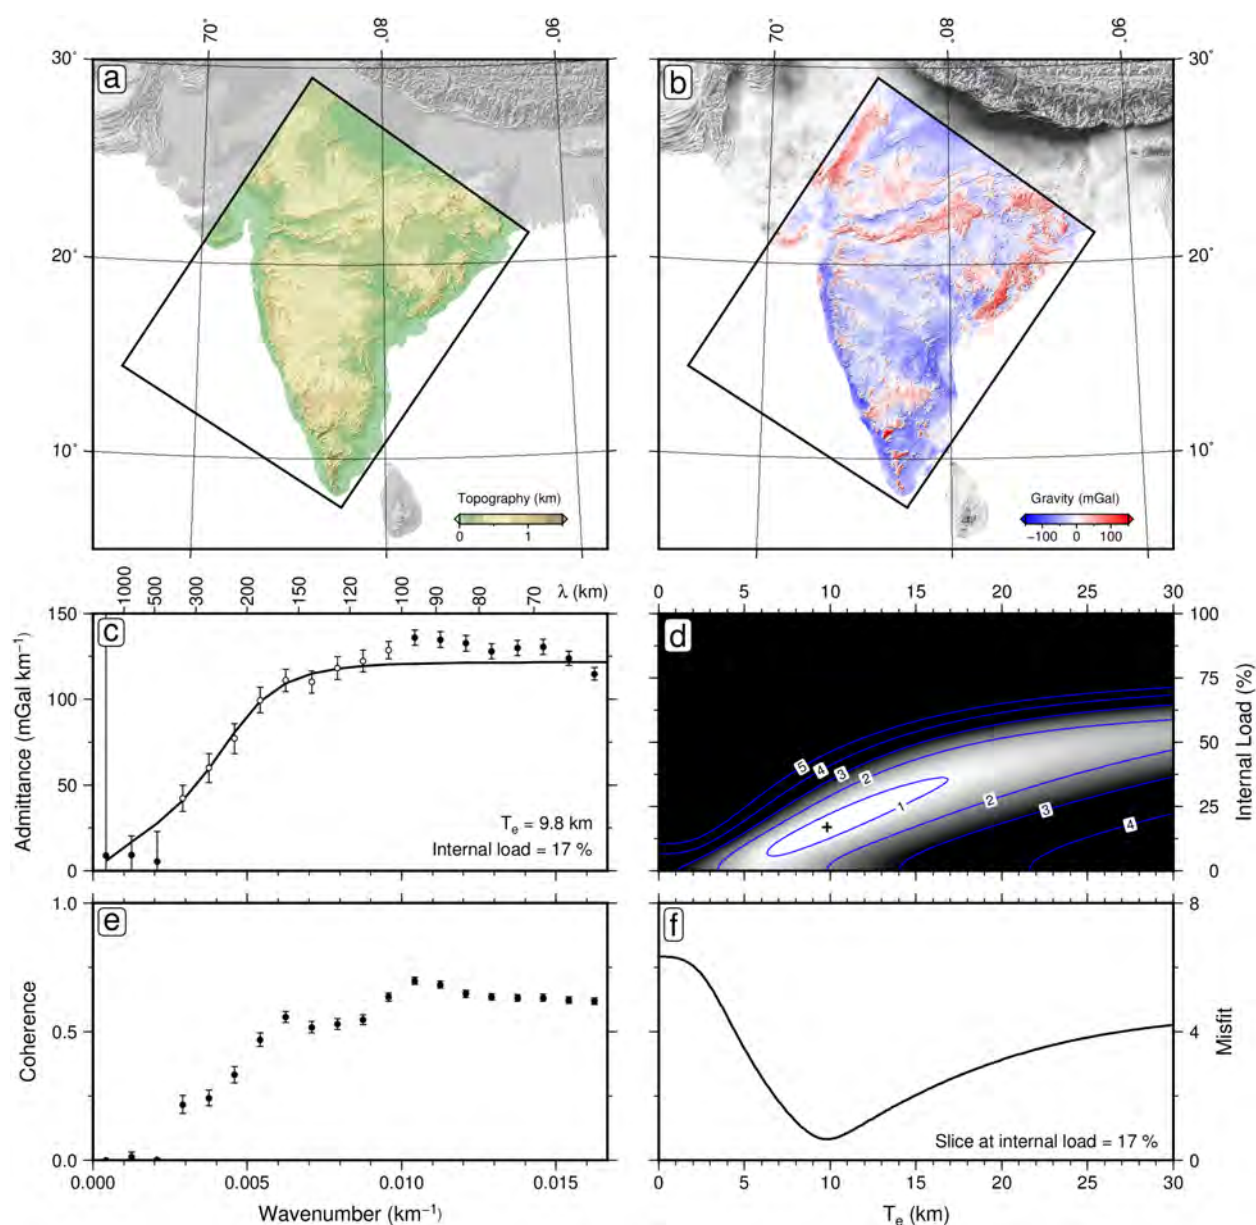 70˚ 80˚ 90˚ 70˚ 80˚ 90˚
30˚ a b 30˚
20˚ 20˚
10˚ 10˚
Topography (km) Gravity (mGal)
0 1 −100 0 100
1000 500 300 200 120 100 90 80 70 λ (km)
0 5 10 15 20 25 30
150 c d 100
100 75
50 50
0 25
0
Admittance (mGal km⁻¹)
Tₑ = 9.8 km
Internal load = 17 %
5 4 3 2 1 2 3 4
Internal Load (%)
1.0 e f 8
0.5 4
0.0 0
Coherence
Misfit
Slice at internal load = 17 %
0.000 0.005 0.010 0.015 0 5 10 15 20 25 30
Wavenumber (km⁻¹) Tₑ (km)